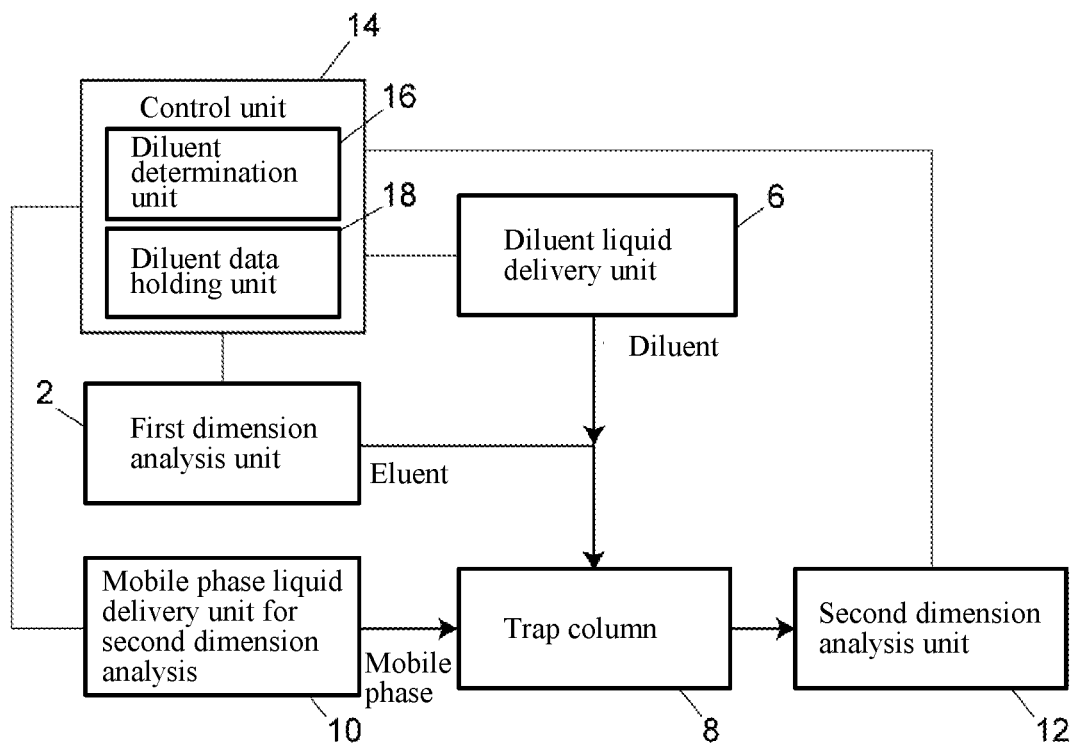 14
Control unit
16
Diluent
determination
unit
18
Diluent data
holding unit
6
Diluent liquid
delivery unit
Diluent
2
First dimension
analysis unit
Eluent
Mobile phase liquid
delivery unit for
second dimension
analysis
10
Mobile
phase
Trap column
8
Second dimension
analysis unit
12